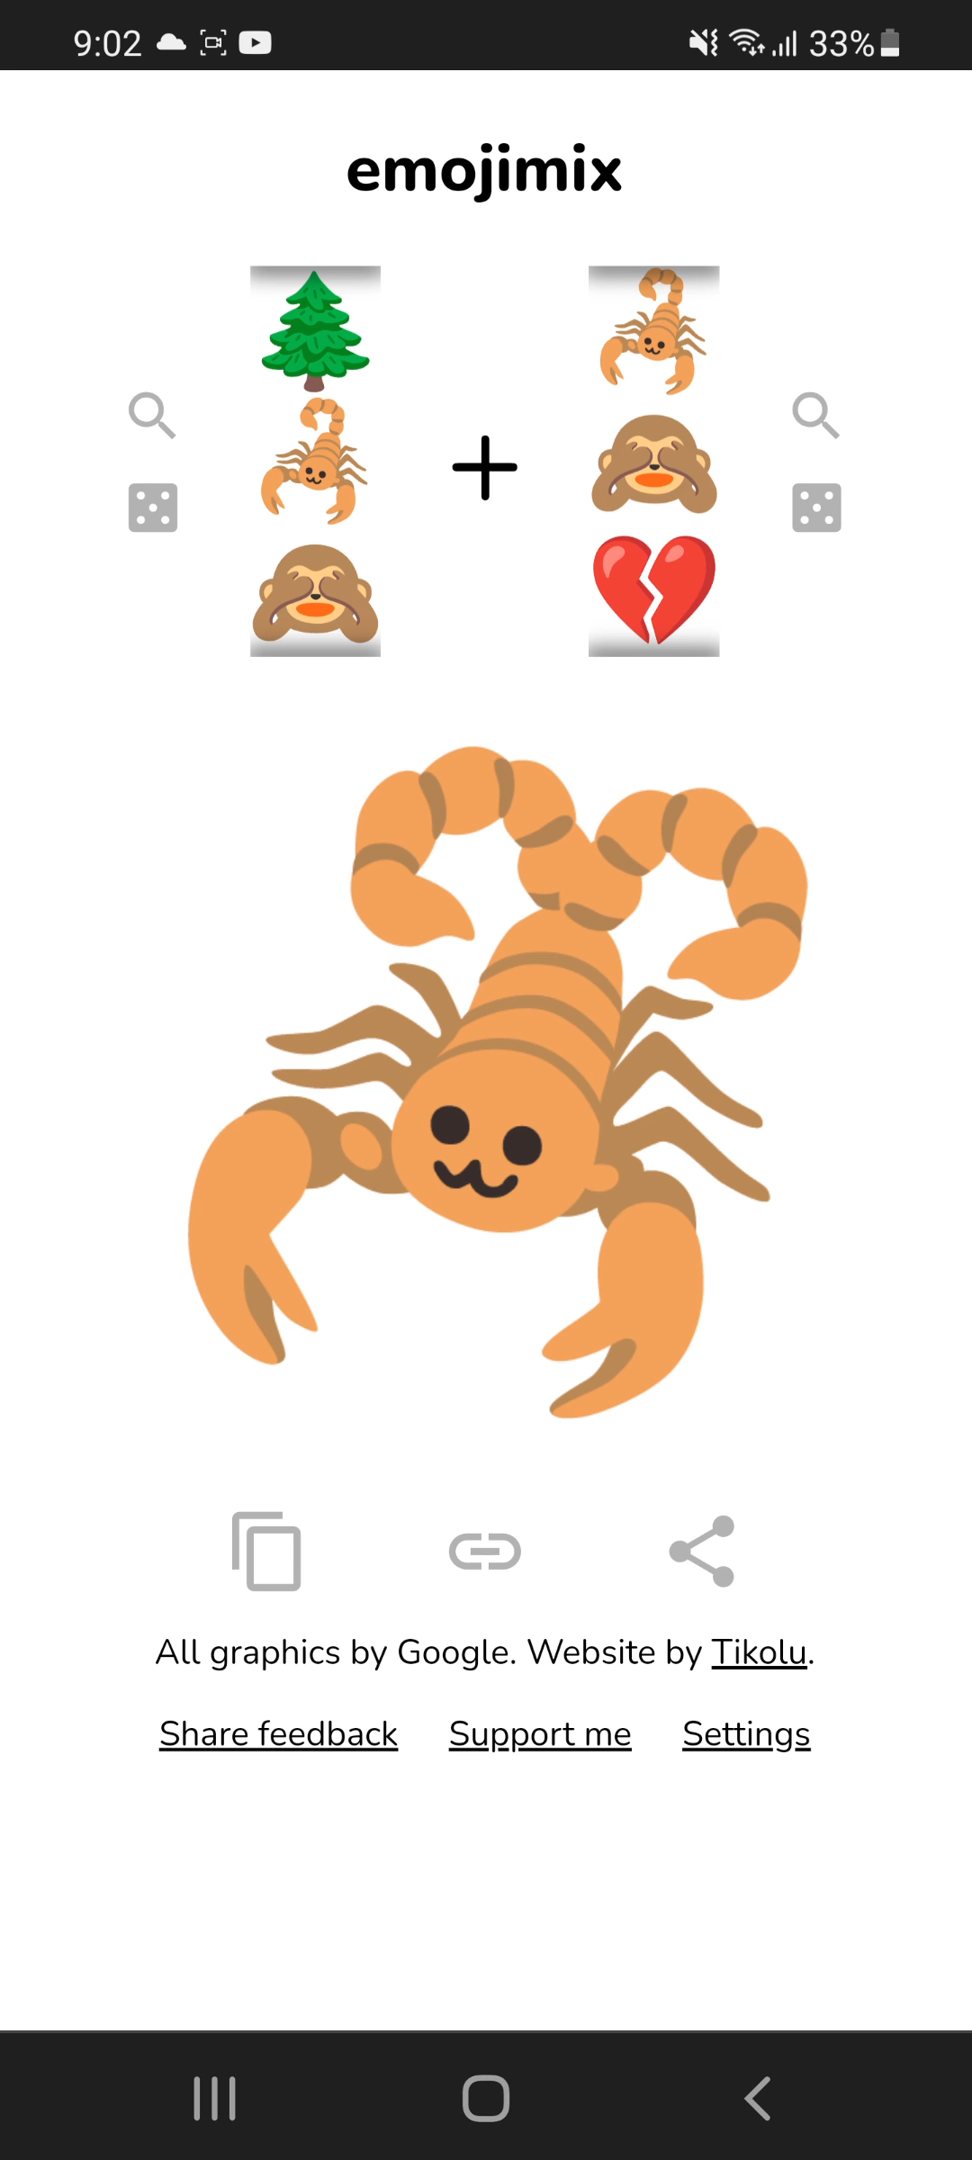 9:02 33%
emojimix
All graphics by Google. Website by Tikolu.
Share feedback Support me Settings